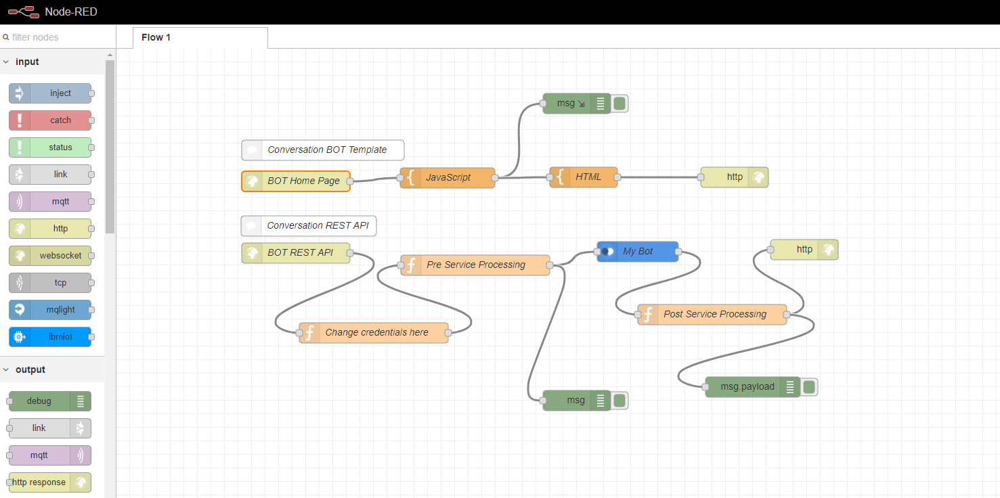 Node-RED
filter nodes
Flow 1
input
inject
catch
status
link
mqtt
http
websocket
tcp
mqlight
ibmiot
output
debug
link
mqtt
http response
msg ⇲
Conversation BOT Template
BOT Home Page
JavaScript
HTML
http
Conversation REST API
BOT REST API
Pre Service Processing
My Bot
http
Change credentials here
Post Service Processing
msg
msg.payload